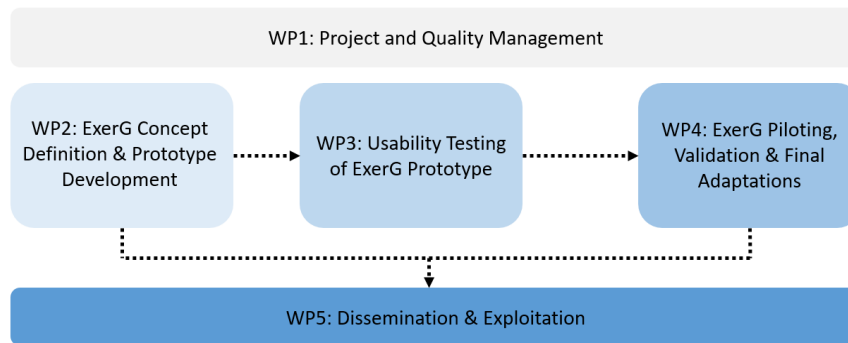 WP1: Project and Quality Management
WP2: ExerG Concept
Definition & Prototype
Development
WP3: Usability Testing
of ExerG Prototype
WP4: ExerG Piloting,
Validation & Final
Adaptations
WP5: Dissemination & Exploitation